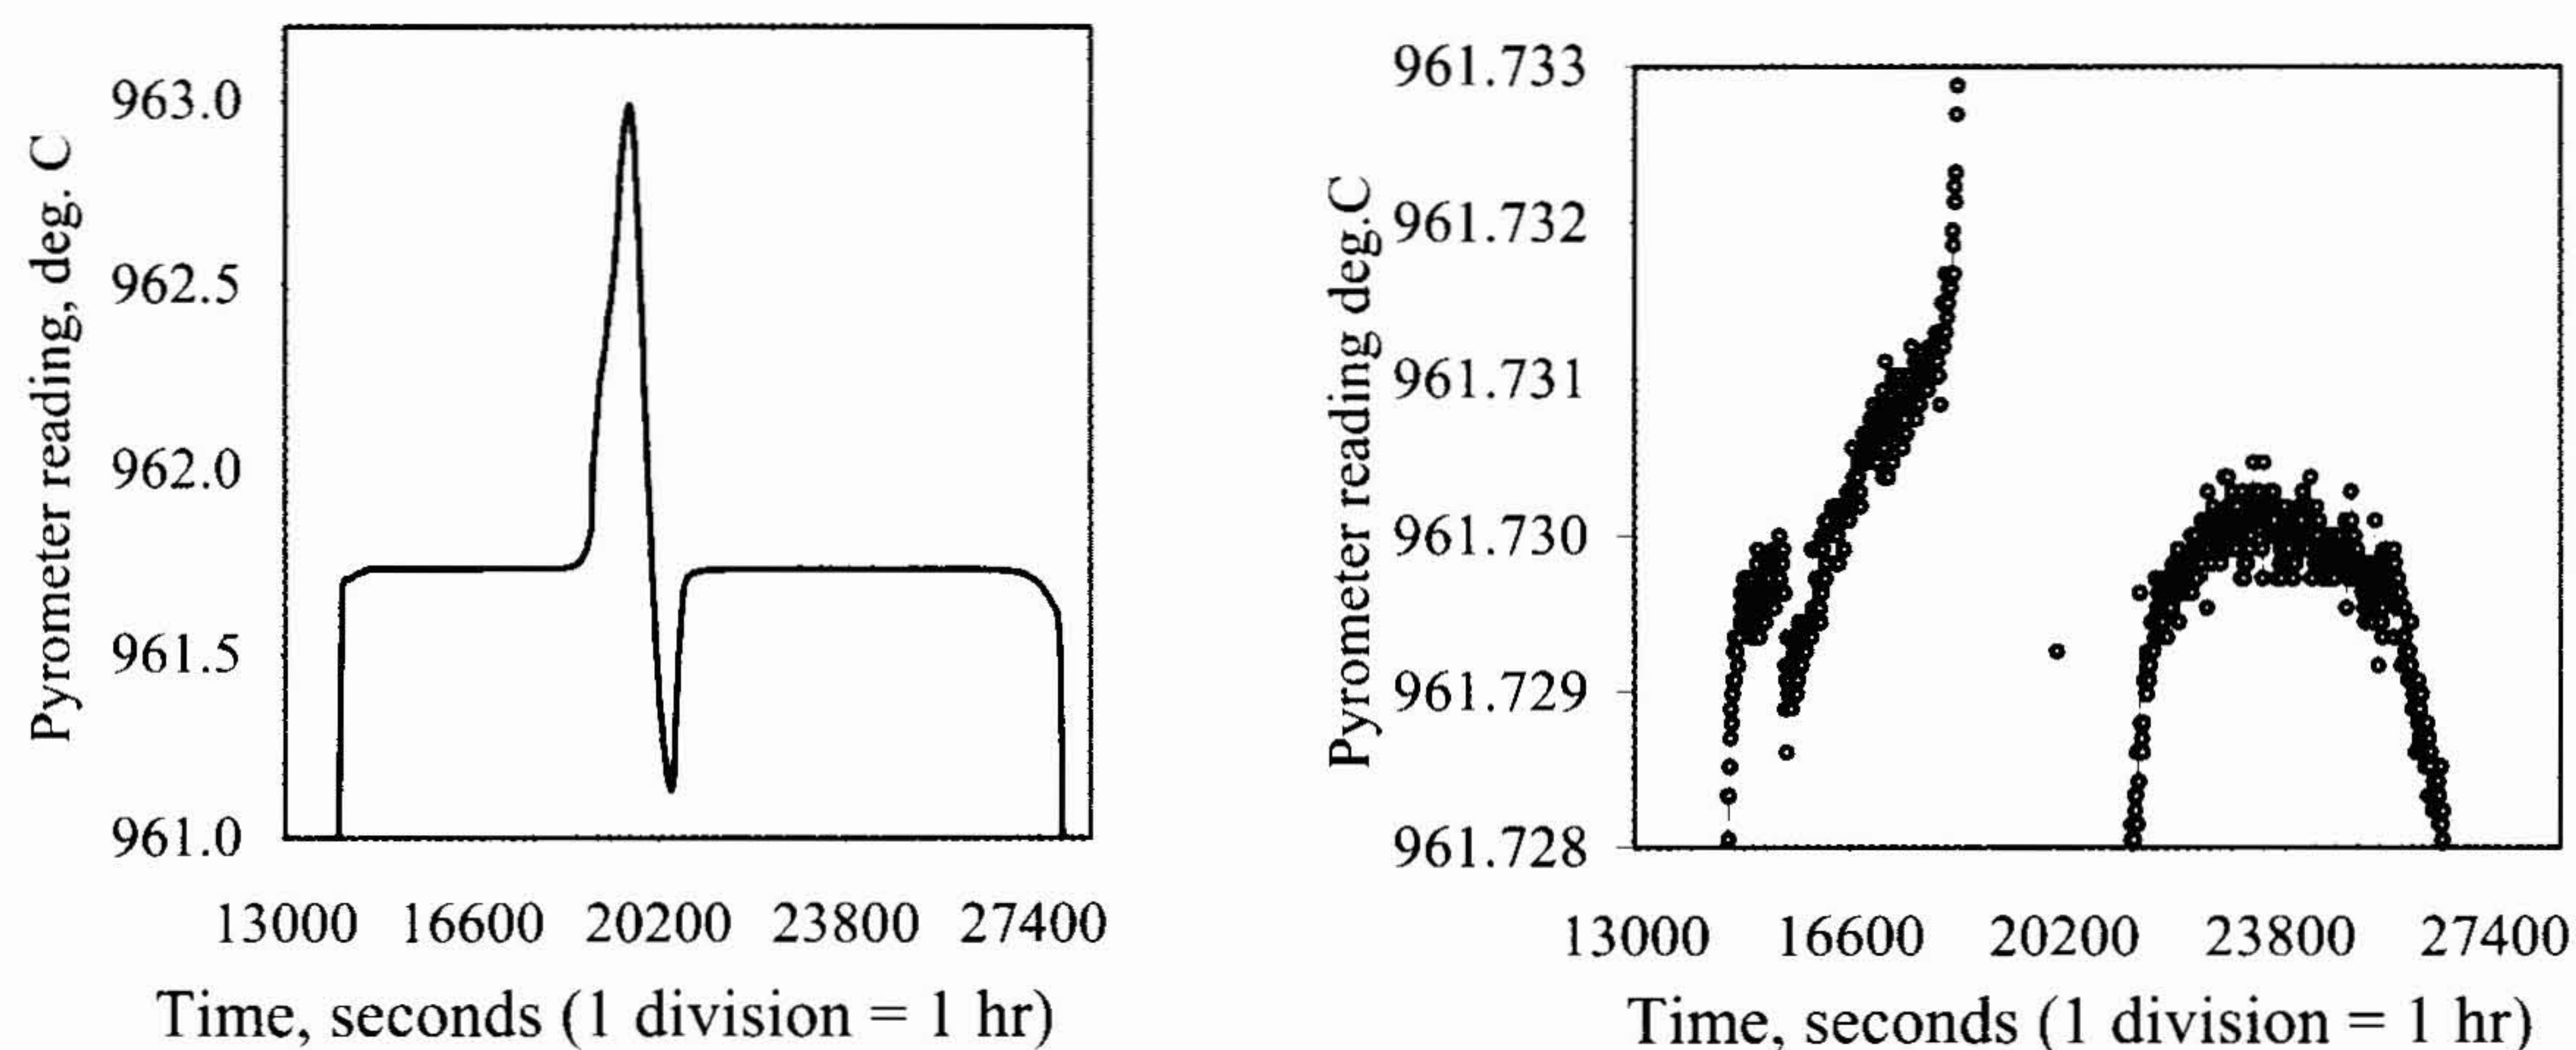 Pyrometer reading, deg. C
963.0
962.5
962.0
961.5
961.0
13000 16600 20200 23800 27400
Time, seconds (1 division = 1 hr)
Pyrometer reading deg.C
961.733
961.732
961.731
961.730
961.729
961.728
13000 16600 20200 23800 27400
Time, seconds (1 division = 1 hr)